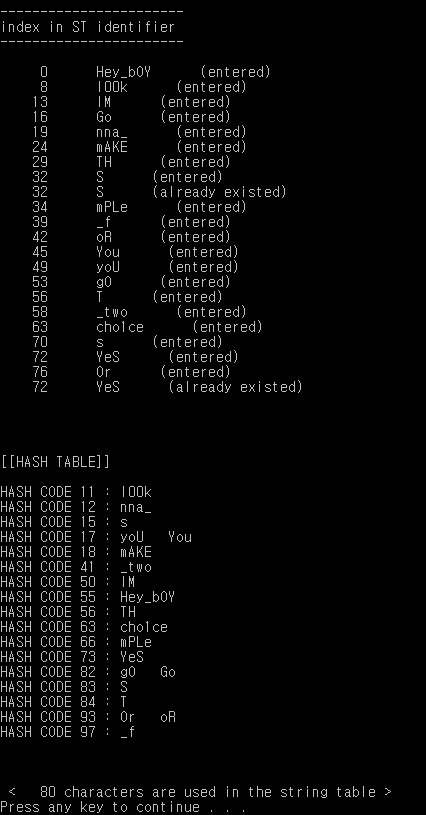 -----------------------
index in ST identifier
-----------------------
0 Hey_bOY (entered)
8 l00k (entered)
13 IM (entered)
16 Go (entered)
19 nna_ (entered)
24 mAKE (entered)
29 TH (entered)
32 S (entered)
32 S (already existed)
34 mPLe (entered)
39 _f (entered)
42 oR (entered)
45 You (entered)
49 yoU (entered)
53 gO (entered)
56 T (entered)
58 _two (entered)
63 cho1ce (entered)
70 s (entered)
72 YeS (entered)
76 Or (entered)
72 YeS (already existed)
[[HASH TABLE]]
HASH CODE 11 : l00k
HASH CODE 12 : nna_
HASH CODE 15 : s
HASH CODE 17 : yoU You
HASH CODE 18 : mAKE
HASH CODE 41 : _two
HASH CODE 50 : IM
HASH CODE 55 : Hey_bOY
HASH CODE 56 : TH
HASH CODE 63 : cho1ce
HASH CODE 66 : mPLe
HASH CODE 73 : YeS
HASH CODE 82 : gO Go
HASH CODE 83 : S
HASH CODE 84 : T
HASH CODE 93 : Or oR
HASH CODE 97 : _f
< 80 characters are used in the string table >
Press any key to continue . . .